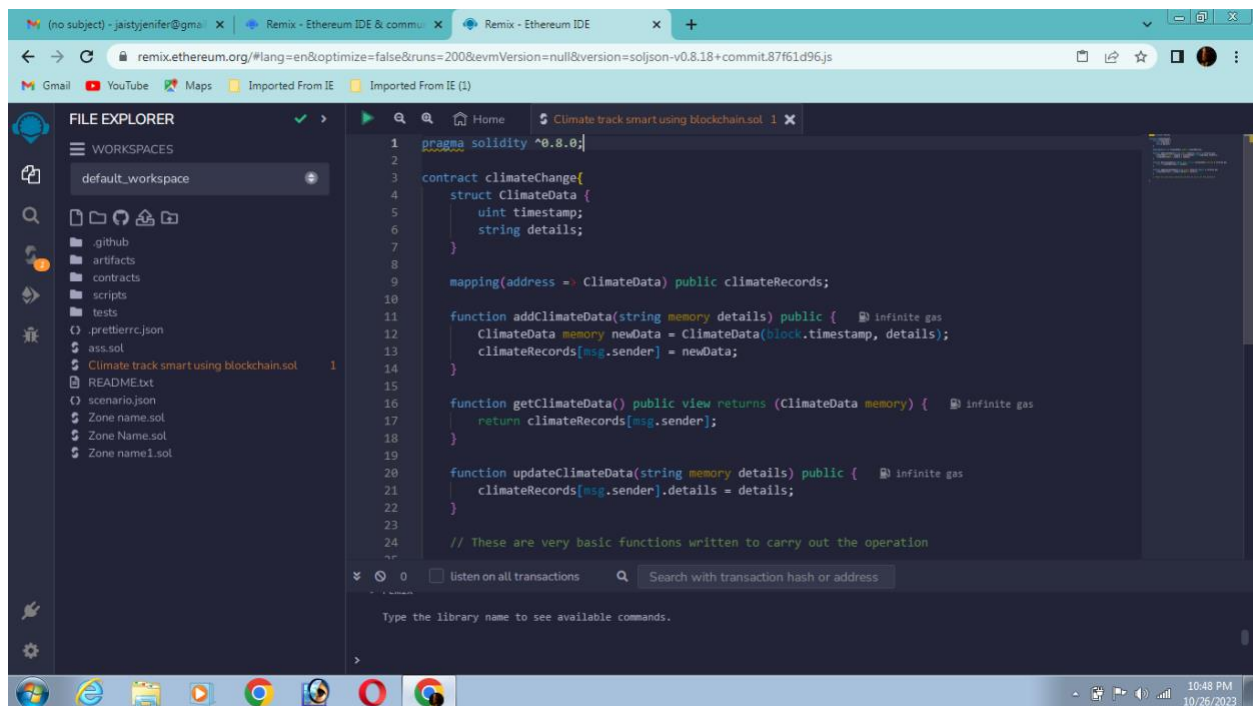 (no subject) - jaistyjenifer@gmai
Remix - Ethereum IDE & commu
Remix - Ethereum IDE
remix.ethereum.org/#lang=en&optimize=false&runs=200&evmVersion=null&version=soljson-v0.8.18+commit.87f61d96.js
Gmail YouTube Maps Imported From IE Imported From IE (1)
FILE EXPLORER
WORKSPACES
default_workspace
.github
artifacts
contracts
scripts
tests
.prettierrc.json
ass.sol
Climate track smart using blockchain.sol 1
README.txt
scenario.json
Zone name.sol
Zone Name.sol
Zone name1.sol
Home Climate track smart using blockchain.sol 1
1 pragma solidity ^0.8.0;
2
3 contract climateChange{
4 struct ClimateData {
5 uint timestamp;
6 string details;
7 }
8
9 mapping(address => ClimateData) public climateRecords;
10
11 function addClimateData(string memory details) public { infinite gas
12 ClimateData memory newData = ClimateData(block.timestamp, details);
13 climateRecords[msg.sender] = newData;
14 }
15
16 function getClimateData() public view returns (ClimateData memory) { infinite gas
17 return climateRecords[msg.sender];
18 }
19
20 function updateClimateData(string memory details) public { infinite gas
21 climateRecords[msg.sender].details = details;
22 }
23
24 // These are very basic functions written to carry out the operation
0 listen on all transactions Search with transaction hash or address
Type the library name to see available commands.
>
10:48 PM
10/26/2023